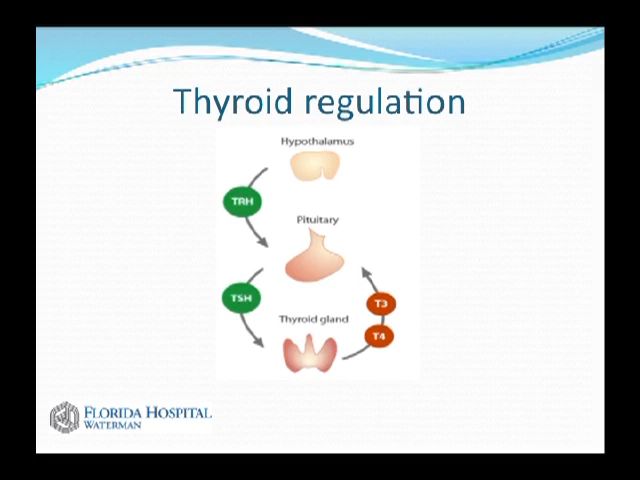 Thyroid regulation
Hypothalamus
TRH
Pituitary
TSH
T3
Thyroid gland
T4
FLORIDA HOSPITAL
WATERMAN